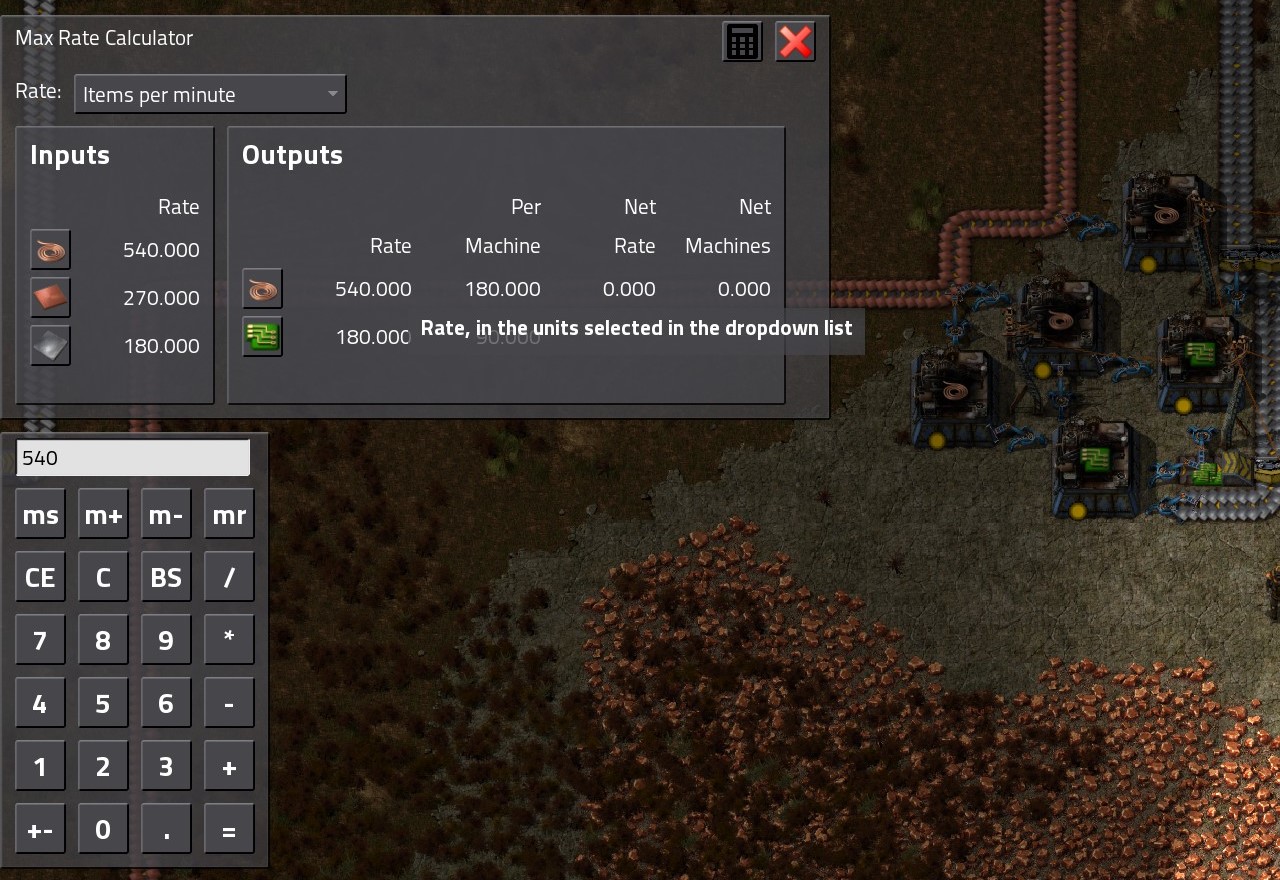 Max Rate Calculator
Rate: Items per minute
Inputs
Rate
540.000
270.000
180.000
Outputs
Per Net Net
Rate Machine Rate Machines
540.000 180.000 0.000 0.000
180.000 90.000
Rate, in the units selected in the dropdown list
540
ms m+ m- mr
CE C BS /
7 8 9 *
4 5 6 -
1 2 3 +
+- 0 . =